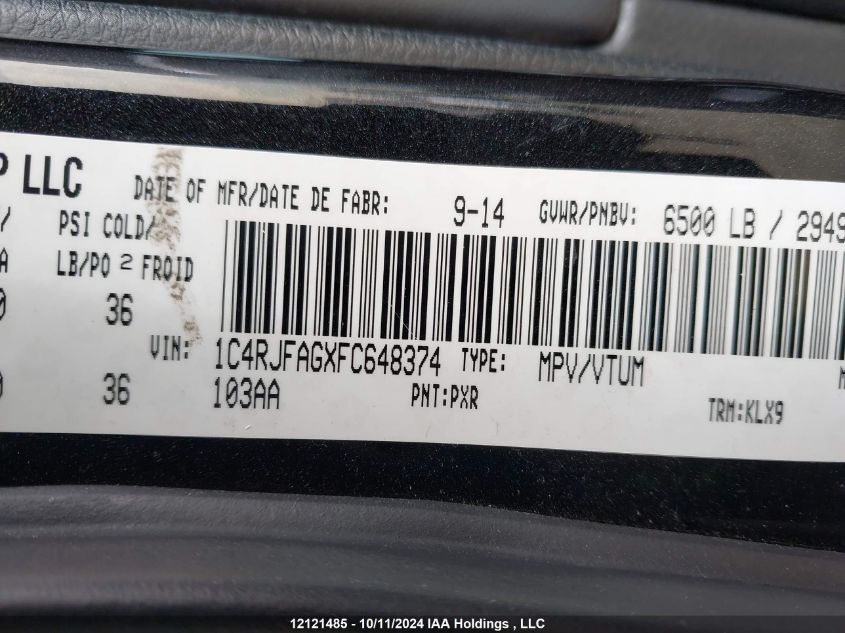 P LLC
DATE OF MFR/DATE DE FABR: 9-14 GVWR/PNBV: 6500 LB / 294
PSI COLD/
LB/PO 2 FROID
36
VIN: 1C4RJFAGXFC648374 TYPE: MPV/VTUM
36 103AA PNT:PXR TRM:KLX9
12121485 - 10/11/2024 IAA Holdings , LLC